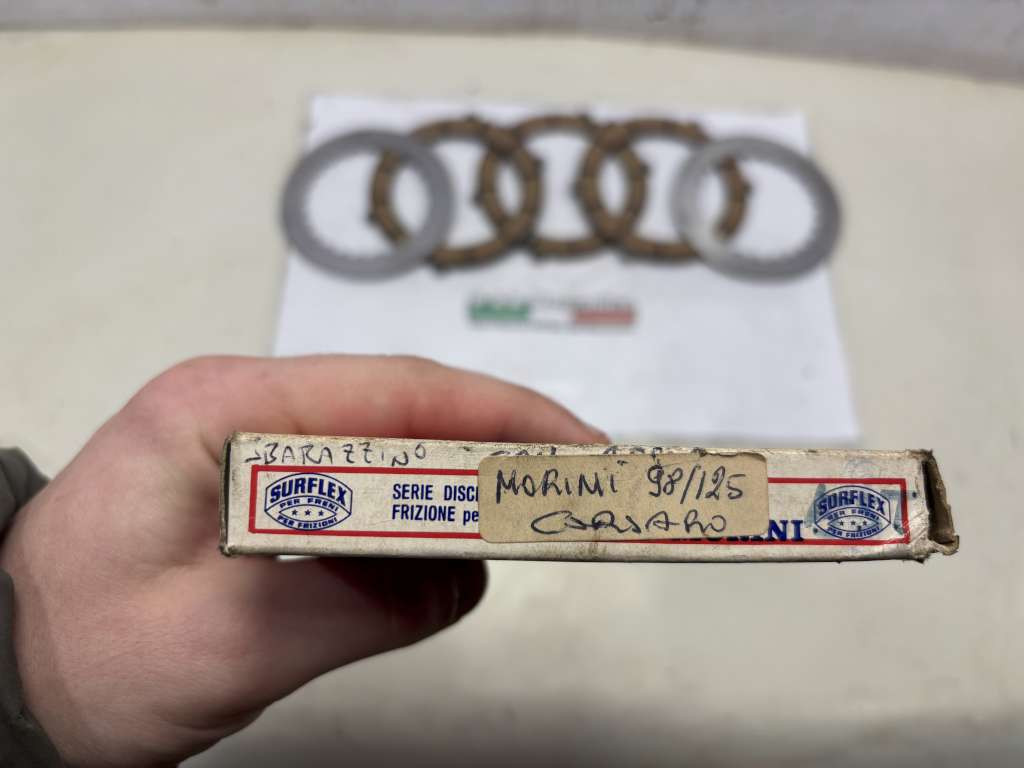 SBARAZZINO
SURFLEX
PER FRENI
PER FRIZIONI
SERIE DISCI
FRIZIONE pe
MORINI 98/125
CORSARO
MORINI
SURFLEX
PER FRENI
PER FRIZIONI